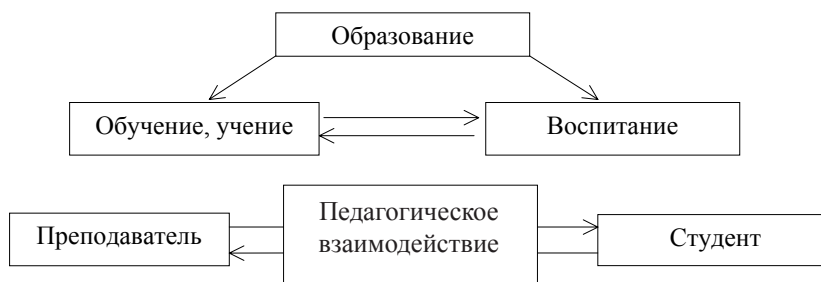 Образование
Обучение, учение
Воспитание
Педагогическое
взаимодействие
Преподаватель
Студент